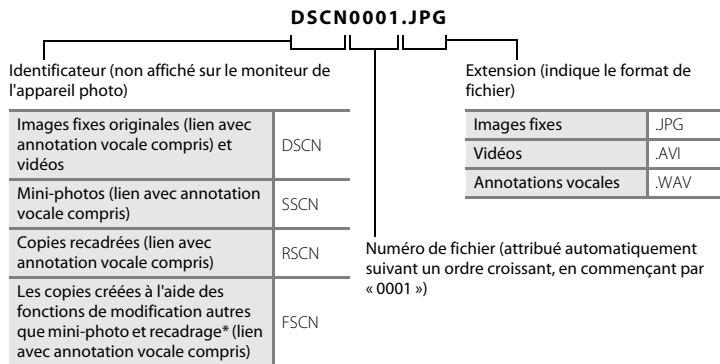 DSCN0001.JPG
Identificateur (non affiché sur le moniteur de
l'appareil photo)
Images fixes originales (lien avec
annotation vocale compris) et
vidéos
DSCN
Mini-photos (lien avec annotation
vocale compris)
SSCN
Copies recadrées (lien avec
annotation vocale compris)
RSCN
Les copies créées à l'aide des
fonctions de modification autres
que mini-photo et recadrage* (lien
avec annotation vocale compris)
FSCN
Numéro de fichier (attribué automatiquement
suivant un ordre croissant, en commençant par
« 0001 »)
Extension (indique le format de
fichier)
Images fixes .JPG
Vidéos .AVI
Annotations vocales .WAV